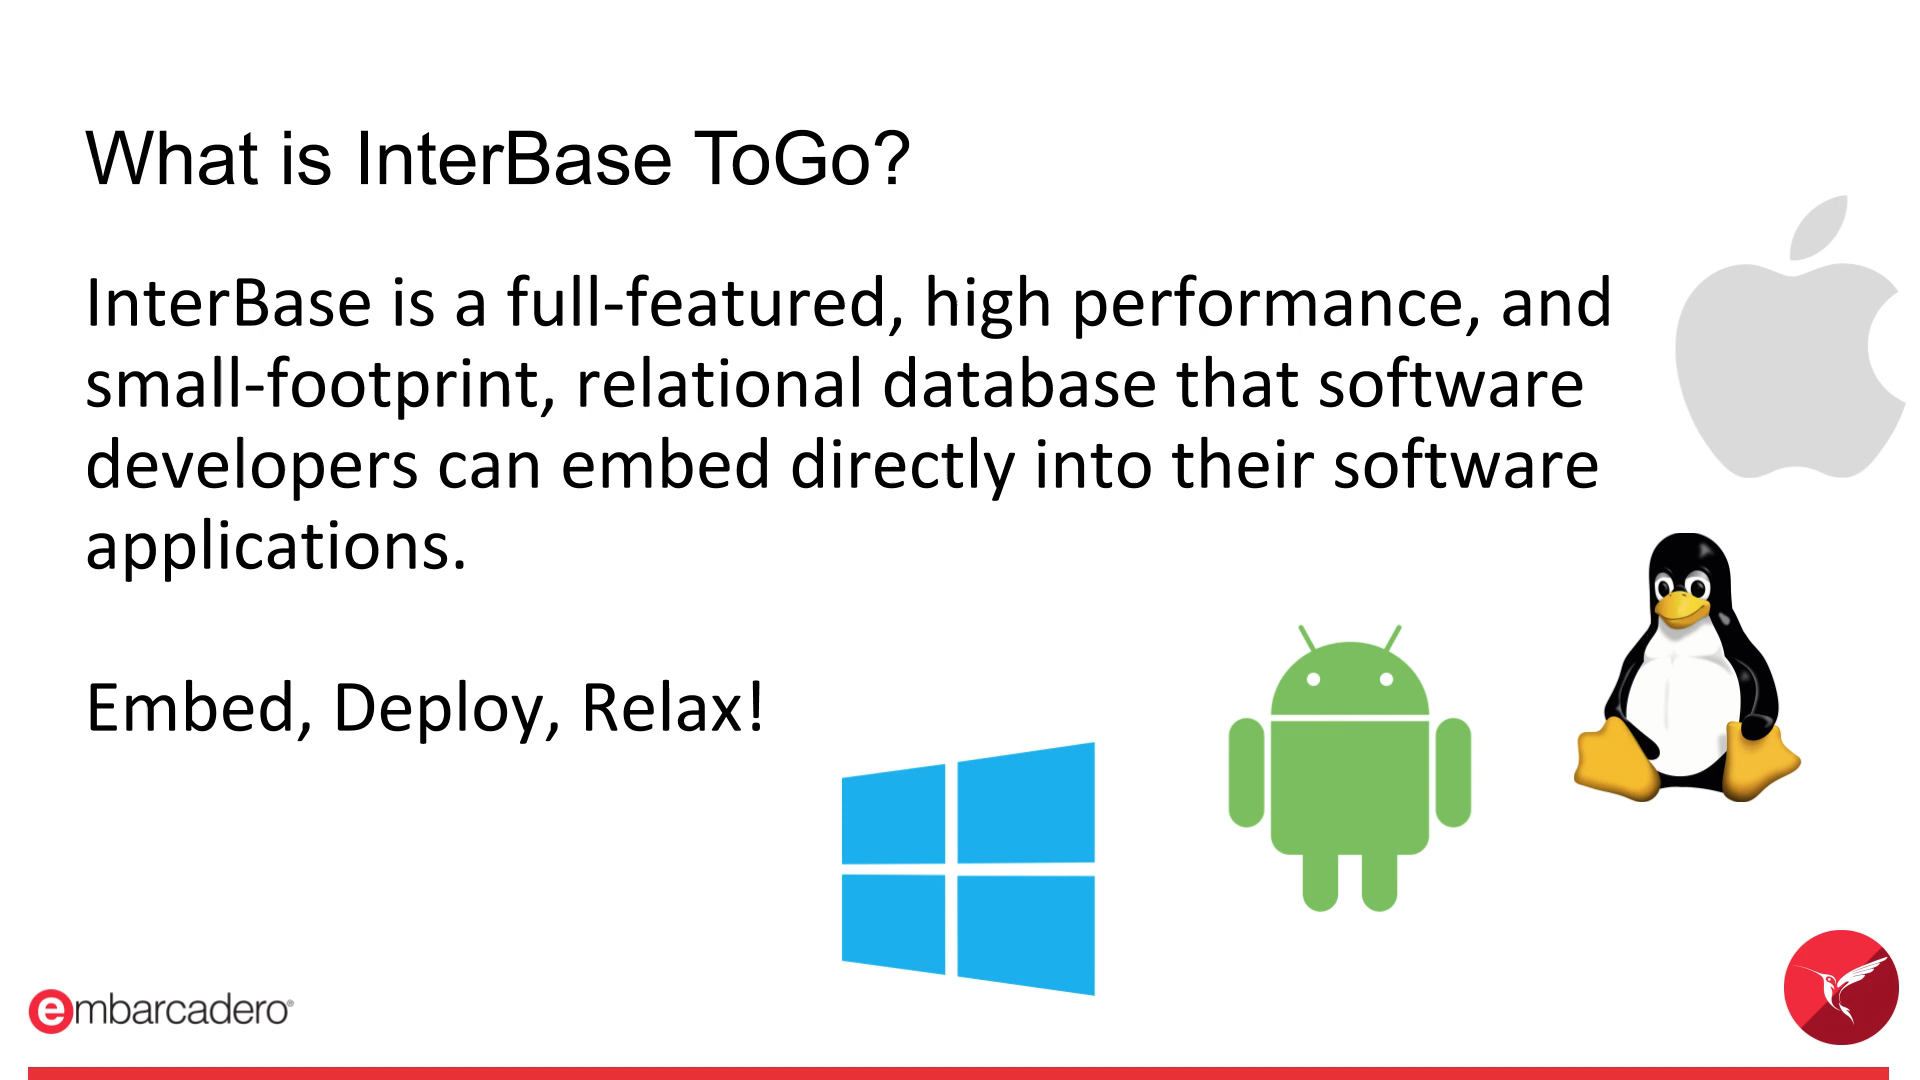 What is InterBase ToGo?
InterBase is a full-featured, high performance, and
small-footprint, relational database that software
developers can embed directly into their software
applications.
Embed, Deploy, Relax!
embarcadero®